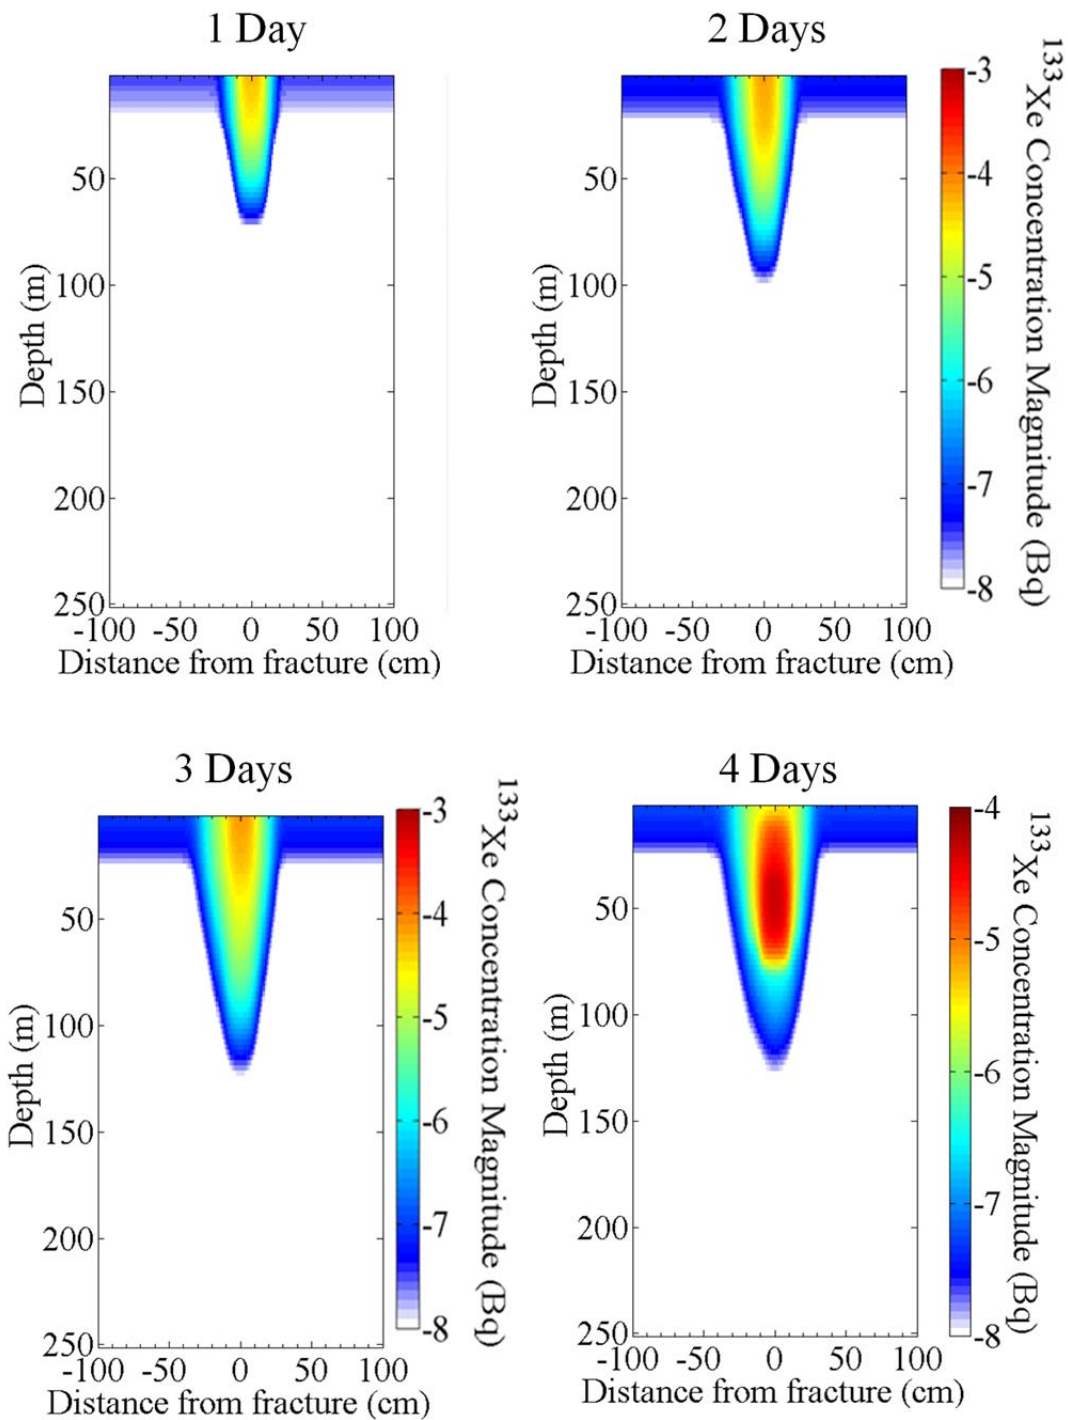 1 Day
50
100
150
200
250
Depth (m)
-100 -50 0 50 100
Distance from fracture (cm)
2 Days
50
100
150
200
250
Depth (m)
-100 -50 0 50 100
Distance from fracture (cm)
-3
-4
-5
-6
-7
-8
133Xe Concentration Magnitude (Bq)
3 Days
50
100
150
200
250
Depth (m)
-100 -50 0 50 100
Distance from fracture (cm)
-3
-4
-5
-6
-7
-8
133Xe Concentration Magnitude (Bq)
4 Days
50
100
150
200
250
Depth (m)
-100 -50 0 50 100
Distance from fracture (cm)
-4
-5
-6
-7
-8
133Xe Concentration Magnitude (Bq)